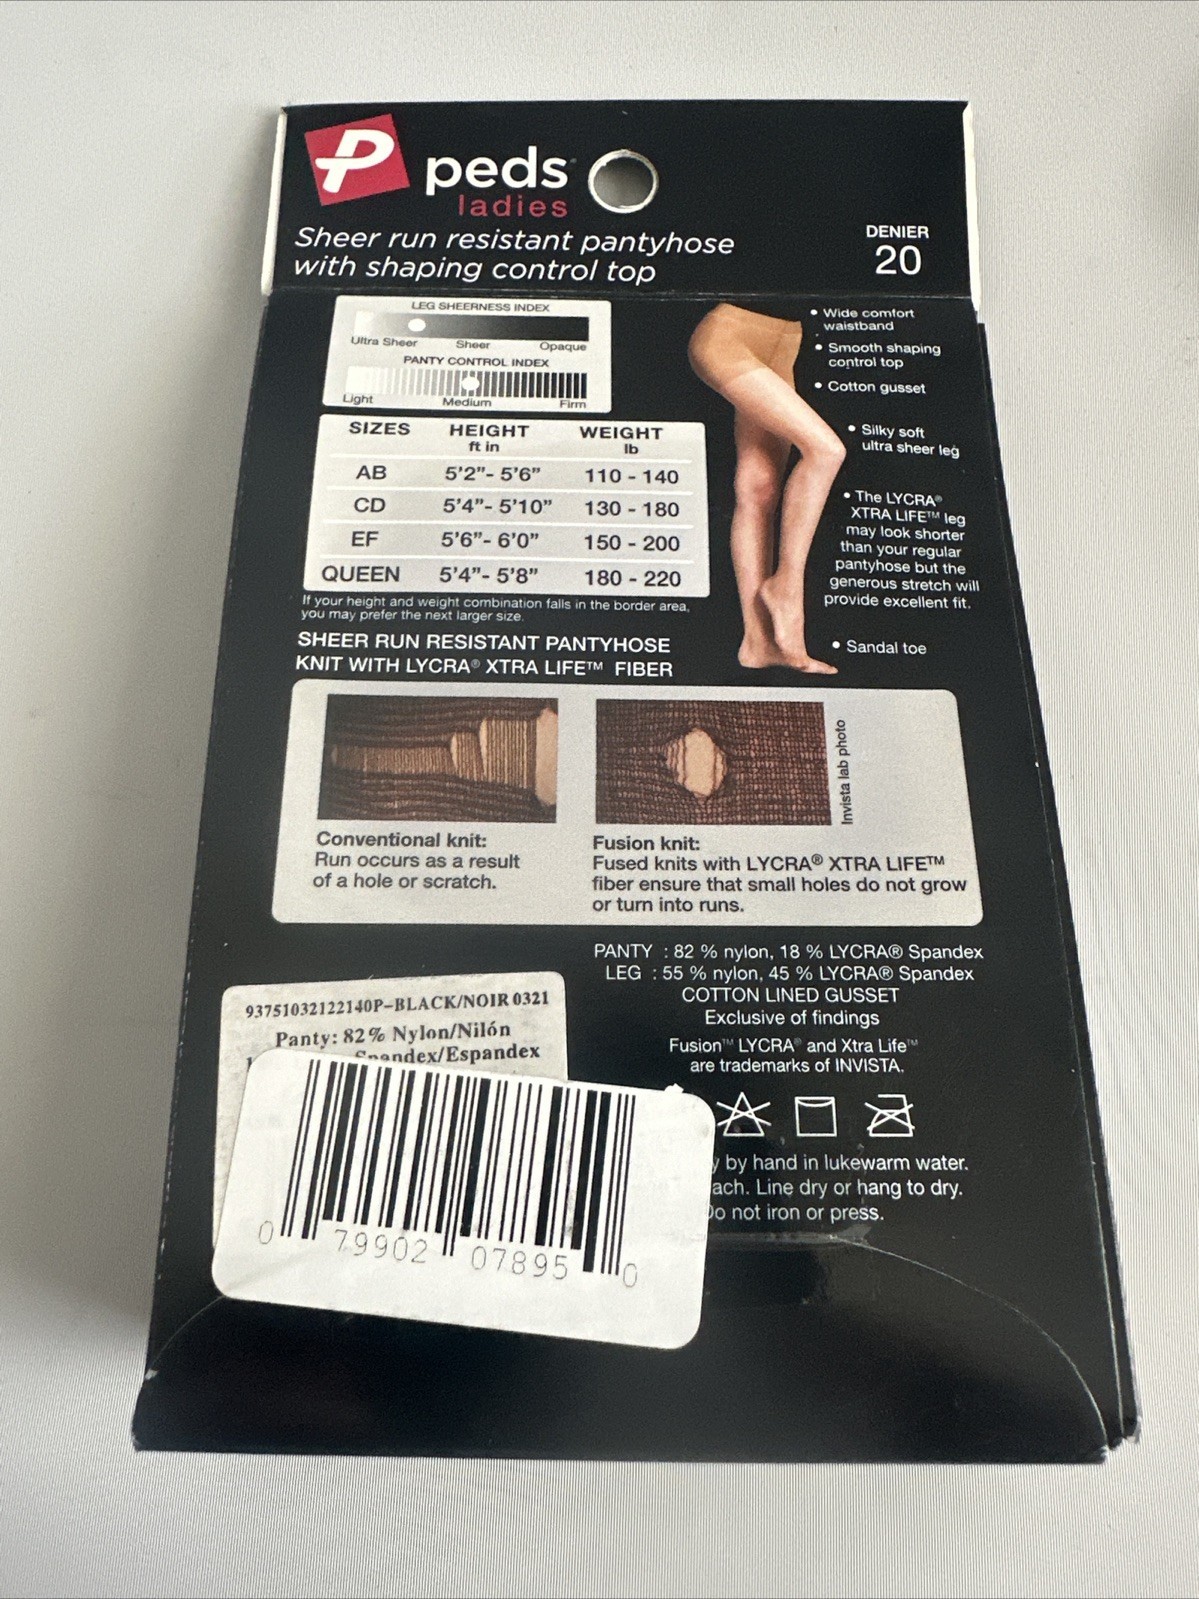 P peds
ladies
Sheer run resistant pantyhose
with shaping control top
DENIER
20
LEG SHEERNESS INDEX
Ultra Sheer Sheer Opaque
PANTY CONTROL INDEX
Light Medium Firm
SIZES HEIGHT WEIGHT
ft in lb
AB 5'2"- 5'6" 110 - 140
CD 5'4"- 5'10" 130 - 180
EF 5'6"- 6'0" 150 - 200
QUEEN 5'4"- 5'8" 180 - 220
If your height and weight combination falls in the border area,
you may prefer the next larger size.
• Wide comfort
waistband
• Smooth shaping
control top
• Cotton gusset
• Silky soft
ultra sheer leg
• The LYCRA®
XTRA LIFE™ leg
may look shorter
than your regular
pantyhose but the
generous stretch will
provide excellent fit.
• Sandal toe
SHEER RUN RESISTANT PANTYHOSE
KNIT WITH LYCRA® XTRA LIFE™ FIBER
Invista lab photo
Conventional knit:
Run occurs as a result
of a hole or scratch.
Fusion knit:
Fused knits with LYCRA® XTRA LIFE™
fiber ensure that small holes do not grow
or turn into runs.
PANTY : 82 % nylon, 18 % LYCRA® Spandex
LEG : 55 % nylon, 45 % LYCRA® Spandex
COTTON LINED GUSSET
Exclusive of findings
Fusion™ LYCRA® and Xtra Life™
are trademarks of INVISTA.
by hand in lukewarm water.
Line dry or hang to dry.
Do not iron or press.
93751032122140P-BLACK/NOIR 0321
Panty: 82% Nylon/Nilón
Spandex/Espandex
0 79902 07895 0